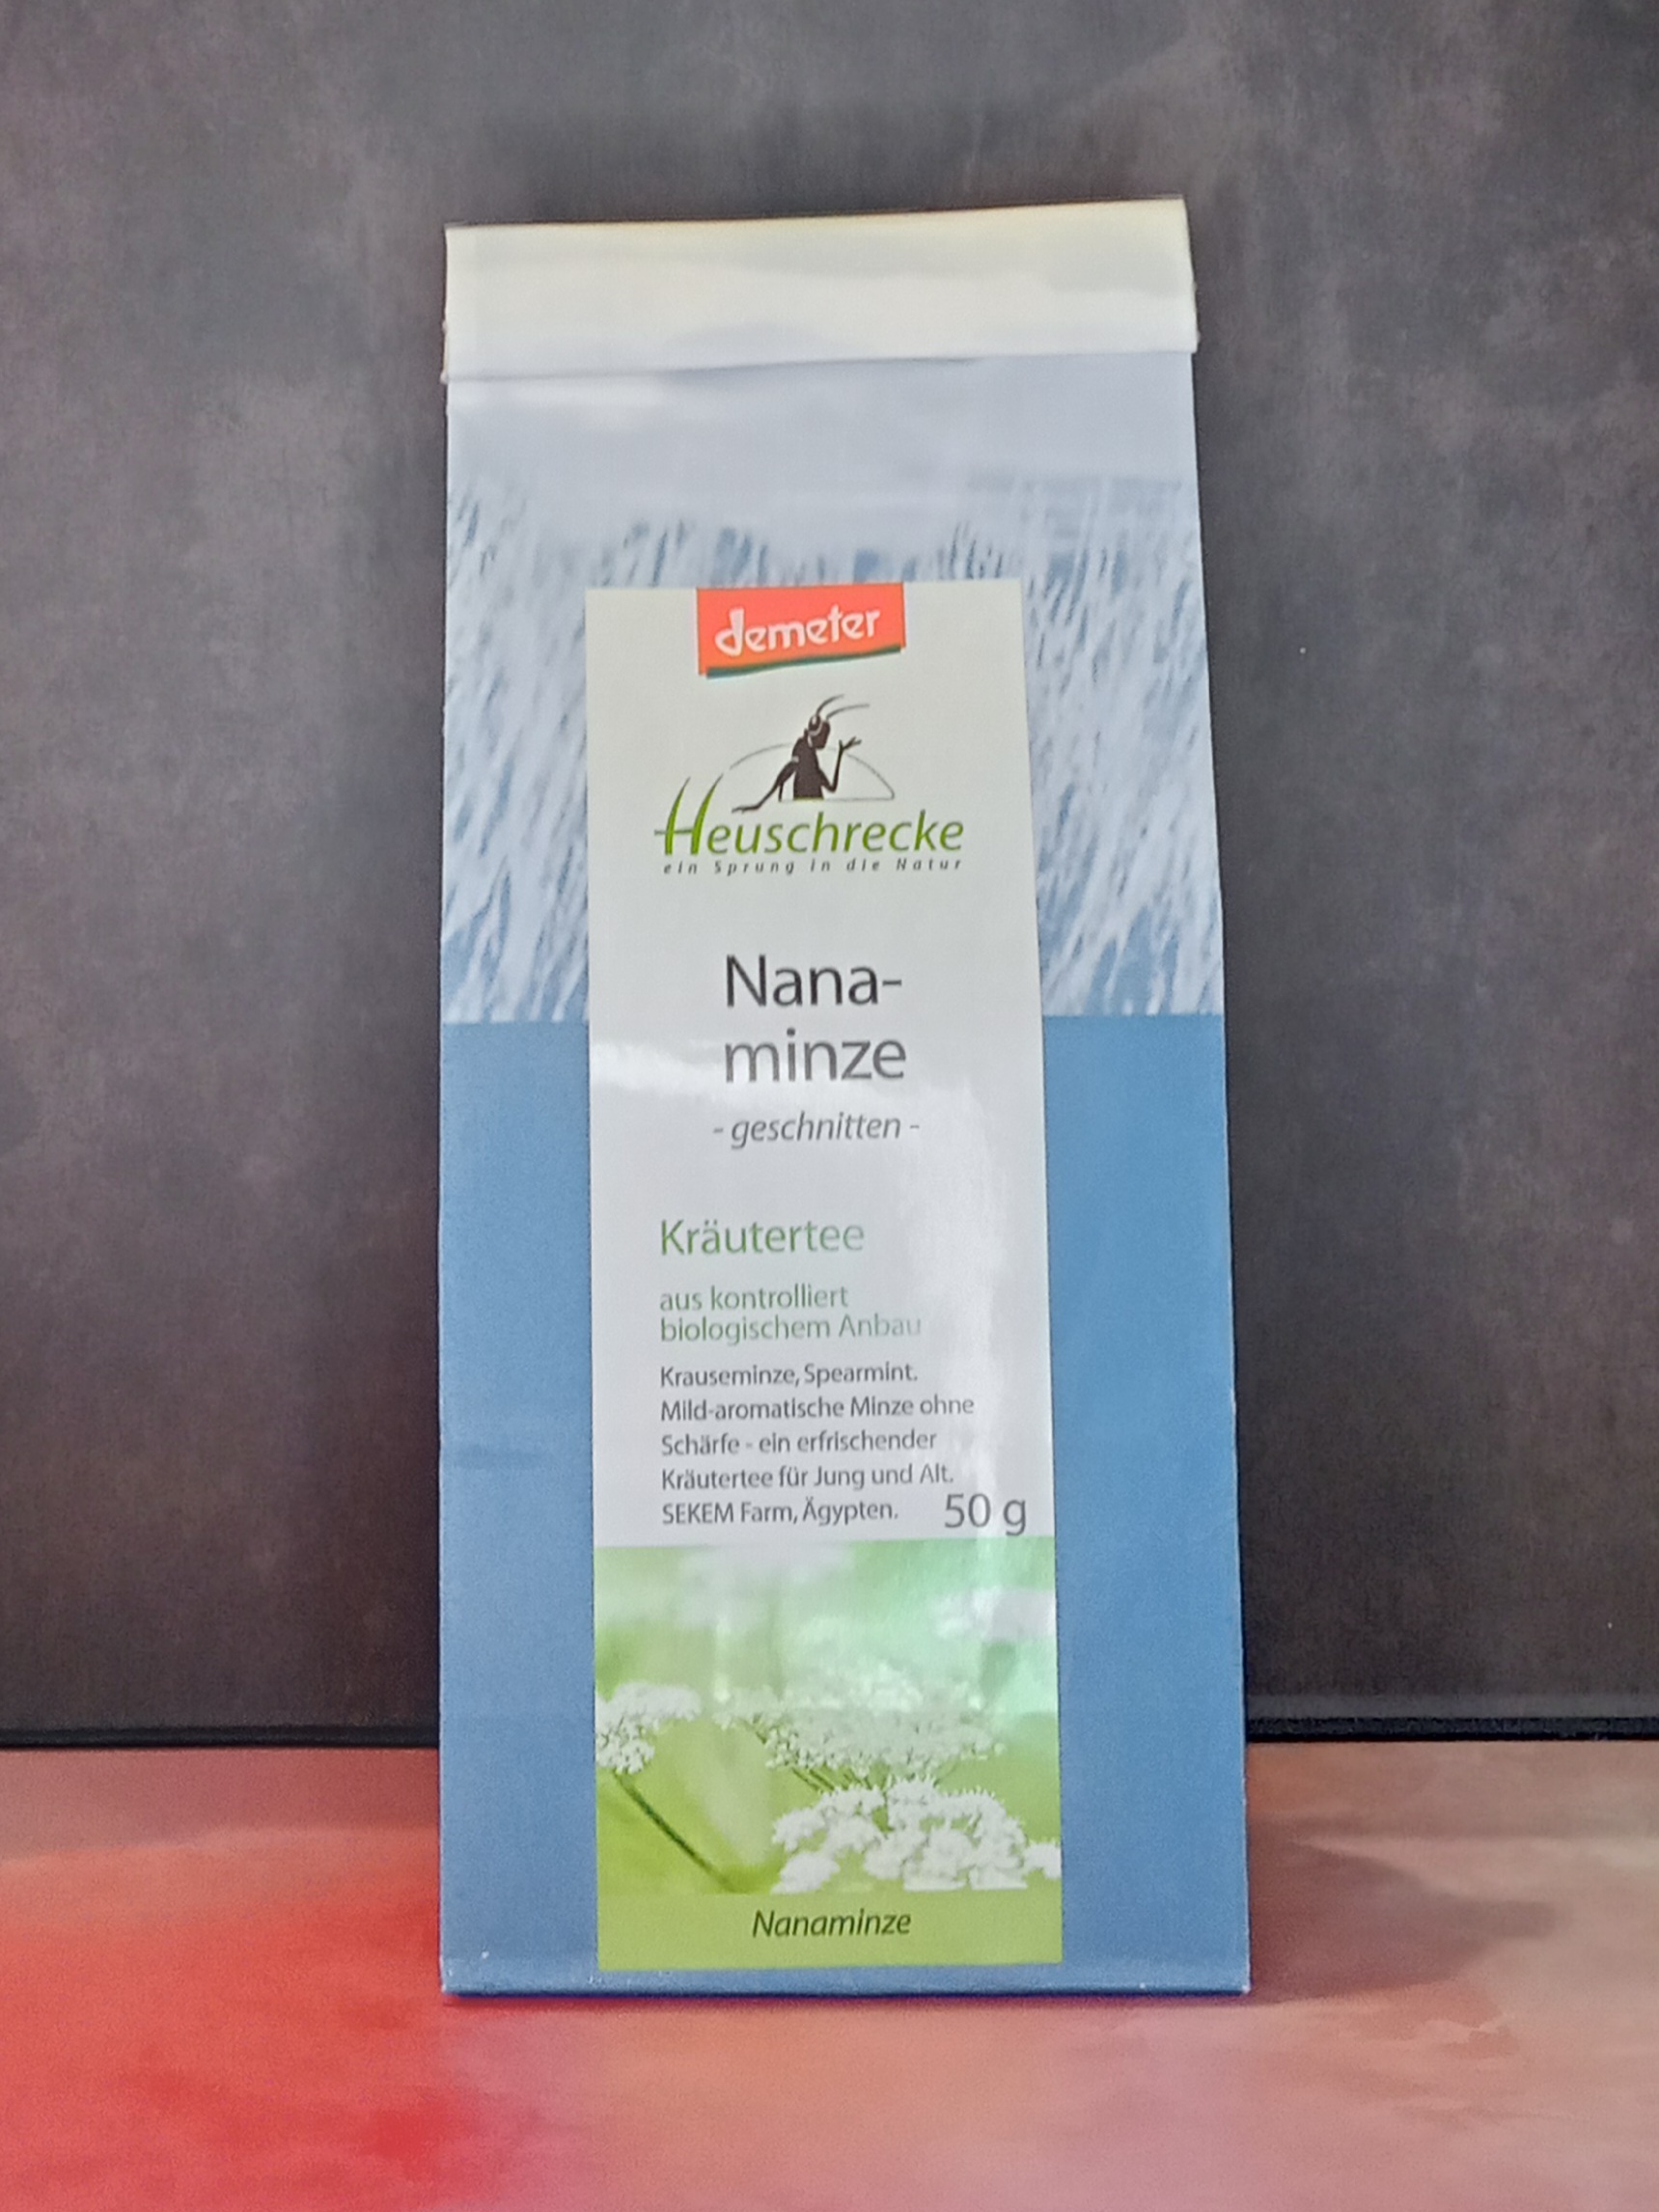 demeter
Heuschrecke
ein Sprung in die Natur
Nana-
minze
- geschnitten -
Kräutertee
aus kontrolliert
biologischem Anbau
Krauseminze, Spearmint.
Mild-aromatische Minze ohne
Schärfe - ein erfrischender
Kräutertee für Jung und Alt.
SEKEM Farm, Ägypten. 50 g
Nanaminze